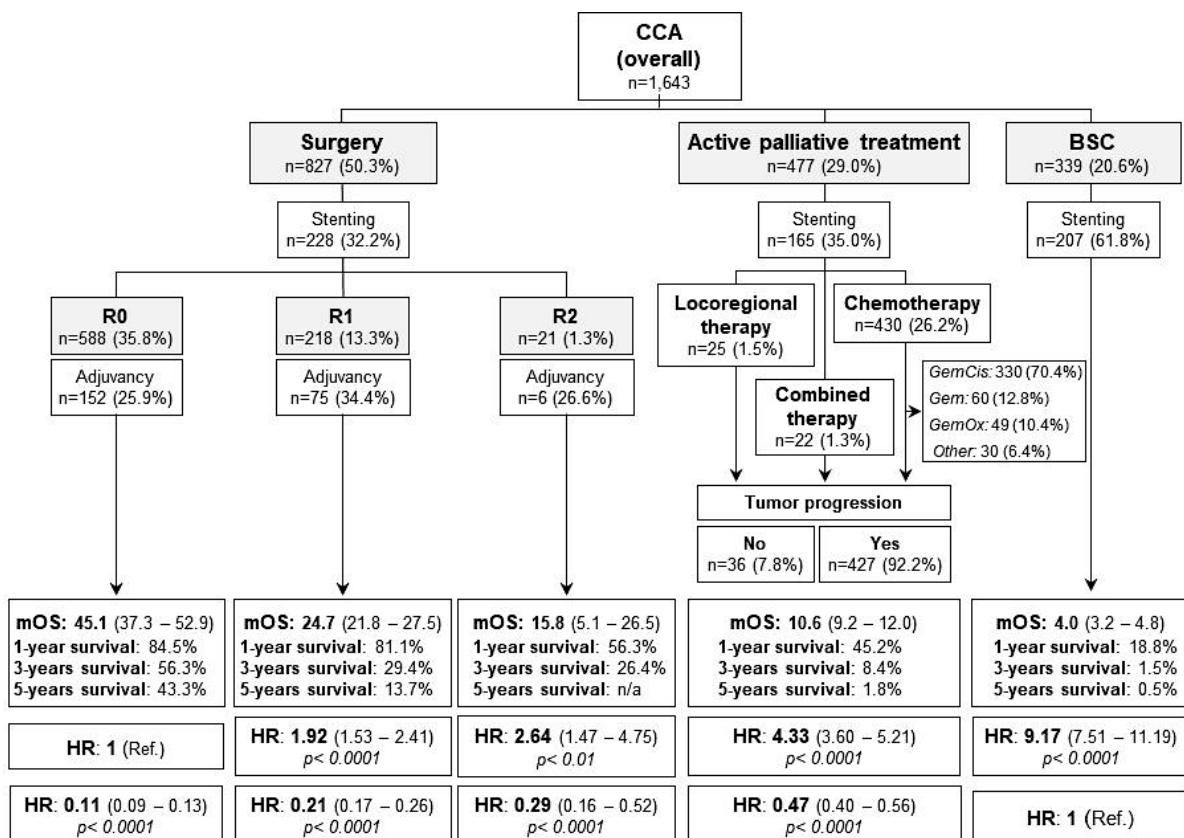 CCA
(overall)
n=1,643
Surgery
n=827 (50.3%)
Active palliative treatment
n=477 (29.0%)
BSC
n=339 (20.6%)
Stenting
n=228 (32.2%)
Stenting
n=165 (35.0%)
Stenting
n=207 (61.8%)
R0
n=588 (35.8%)
R1
n=218 (13.3%)
R2
n=21 (1.3%)
Locoregional
therapy
n=25 (1.5%)
Chemotherapy
n=430 (26.2%)
Adjuvancy
n=152 (25.9%)
Adjuvancy
n=75 (34.4%)
Adjuvancy
n=6 (26.6%)
Combined
therapy
n=22 (1.3%)
GemCis: 330 (70.4%)
Gem: 60 (12.8%)
GemOx: 49 (10.4%)
Other: 30 (6.4%)
Tumor progression
No
n=36 (7.8%)
Yes
n=427 (92.2%)
mOS: 45.1 (37.3 – 52.9)
1-year survival: 84.5%
3-years survival: 56.3%
5-years survival: 43.3%
mOS: 24.7 (21.8 – 27.5)
1-year survival: 81.1%
3-years survival: 29.4%
5-years survival: 13.7%
mOS: 15.8 (5.1 – 26.5)
1-year survival: 56.3%
3-years survival: 26.4%
5-years survival: n/a
mOS: 10.6 (9.2 – 12.0)
1-year survival: 45.2%
3-years survival: 8.4%
5-years survival: 1.8%
mOS: 4.0 (3.2 – 4.8)
1-year survival: 18.8%
3-years survival: 1.5%
5-years survival: 0.5%
HR: 1 (Ref.)
HR: 1.92 (1.53 – 2.41)
p< 0.0001
HR: 2.64 (1.47 – 4.75)
p< 0.01
HR: 4.33 (3.60 – 5.21)
p< 0.0001
HR: 9.17 (7.51 – 11.19)
p< 0.0001
HR: 0.11 (0.09 – 0.13)
p< 0.0001
HR: 0.21 (0.17 – 0.26)
p< 0.0001
HR: 0.29 (0.16 – 0.52)
p< 0.0001
HR: 0.47 (0.40 – 0.56)
p< 0.0001
HR: 1 (Ref.)